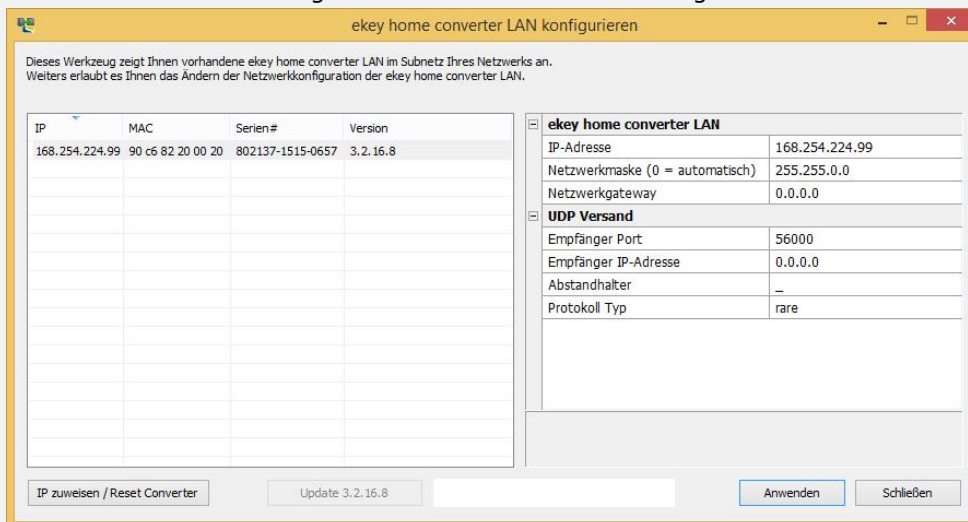 ekey home converter LAN konfigurieren
Dieses Werkzeug zeigt Ihnen vorhandene ekey home converter LAN im Subnetz Ihres Netzwerks an.
Weiters erlaubt es Ihnen das Ändern der Netzwerkkonfiguration der ekey home converter LAN.
IP MAC Serien# Version
168.254.224.99 90 c6 82 20 00 20 802137-1515-0657 3.2.16.8
ekey home converter LAN
IP-Adresse 168.254.224.99
Netzwerkmaske (0 = automatisch) 255.255.0.0
Netzwerkgateway 0.0.0.0
UDP Versand
Empfänger Port 56000
Empfänger IP-Adresse 0.0.0.0
Abstandhalter _
Protokoll Typ rare
IP zuweisen / Reset Converter Update 3.2.16.8 Anwenden Schließen